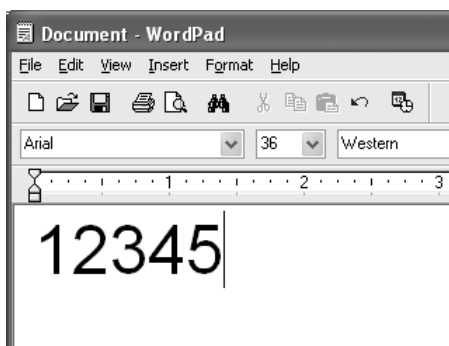 Document - WordPad
File Edit View Insert Format Help
Arial 36 Western
1 2 3
12345